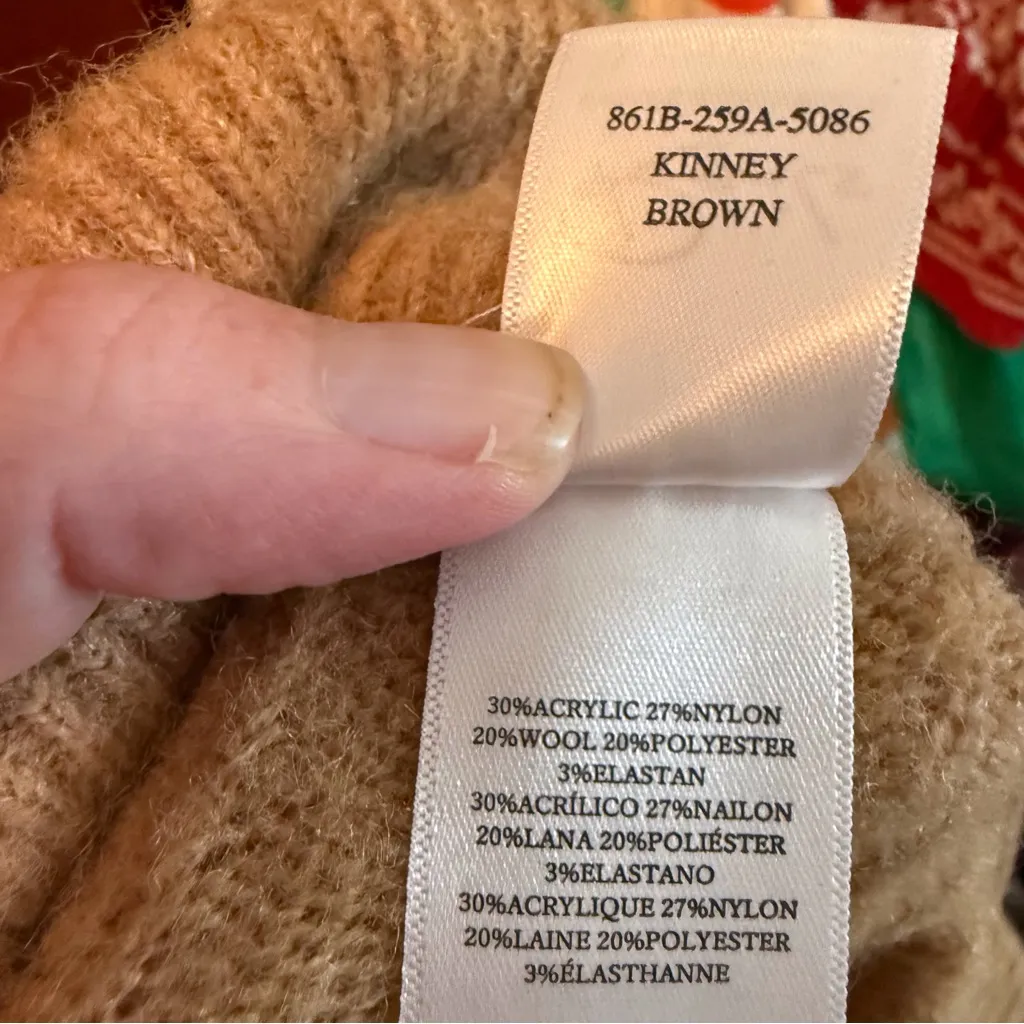 861B-259A-5086
KINNEY
BROWN
30%ACRYLIC 27%NYLON
20%WOOL 20%POLYESTER
3%ELASTAN
30%ACRÍLICO 27%NAILON
20%LANA 20%POLIÉSTER
3%ELASTANO
30%ACRYLIQUE 27%NYLON
20%LAINE 20%POLYESTER
3%ÉLASTHANNE